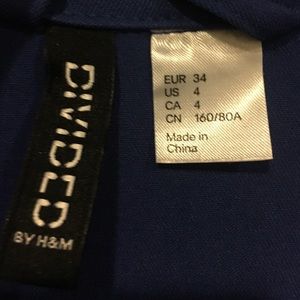 DIVIDED
BY H&M
EUR 34
US 4
CA 4
CN 160/80A
Made in
China